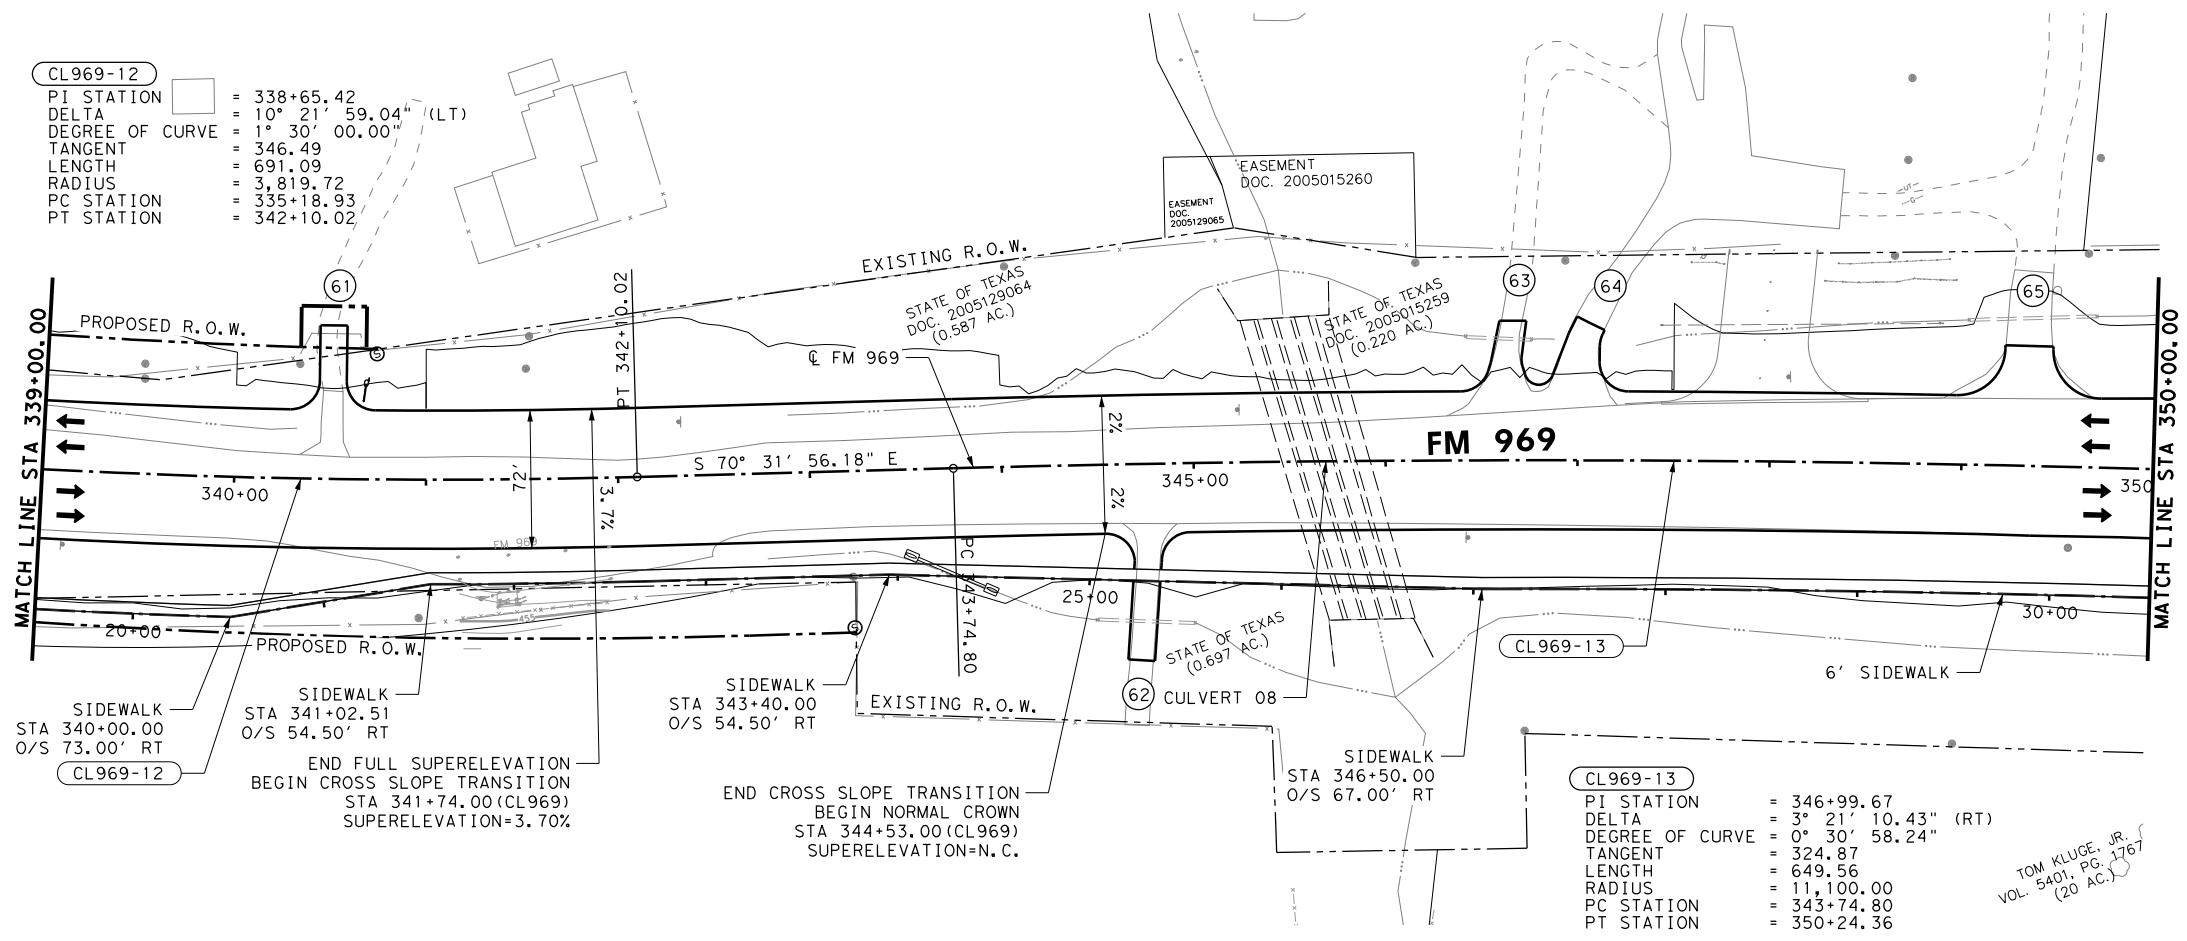 CL969-12
PI STATION = 338+65.42
DELTA = 10° 21' 59.04" (LT)
DEGREE OF CURVE = 1° 30' 00.00"
TANGENT = 346.49
LENGTH = 691.09
RADIUS = 3,819.72
PC STATION = 335+18.93
PT STATION = 342+10.02
EASEMENT
DOC. 2005015260
EASEMENT
DOC.
2005129065
EXISTING R.O.W.
STATE OF TEXAS
DOC. 2005129064
(0.587 AC.)
STATE OF TEXAS
DOC. 2005015259
(0.220 AC.)
61
63
64
65
PROPOSED R.O.W.
S
PT 342+10.02
℄ FM 969
MATCH LINE STA 339+00.00
MATCH LINE STA 350+00.00
FM 969
S 70° 31' 56.18" E
340+00
345+00
350
72'
3.7%
2%
2%
FM 969
PC 343+74.80
20+00
25+00
30+00
455
PROPOSED R.O.W.
S
STATE OF TEXAS
(0.697 AC.)
CL969-13
6' SIDEWALK
62
CULVERT 08
EXISTING R.O.W.
SIDEWALK
STA 340+00.00
O/S 73.00' RT
CL969-12
SIDEWALK
STA 341+02.51
O/S 54.50' RT
SIDEWALK
STA 343+40.00
O/S 54.50' RT
END FULL SUPERELEVATION
BEGIN CROSS SLOPE TRANSITION
STA 341+74.00(CL969)
SUPERELEVATION=3.70%
END CROSS SLOPE TRANSITION
BEGIN NORMAL CROWN
STA 344+53.00(CL969)
SUPERELEVATION=N.C.
SIDEWALK
STA 346+50.00
O/S 67.00' RT
CL969-13
PI STATION = 346+99.67
DELTA = 3° 21' 10.43" (RT)
DEGREE OF CURVE = 0° 30' 58.24"
TANGENT = 324.87
LENGTH = 649.56
RADIUS = 11,100.00
PC STATION = 343+74.80
PT STATION = 350+24.36
TOM KLUGE, JR.
VOL. 5401, PG. 1767
(20 AC.)